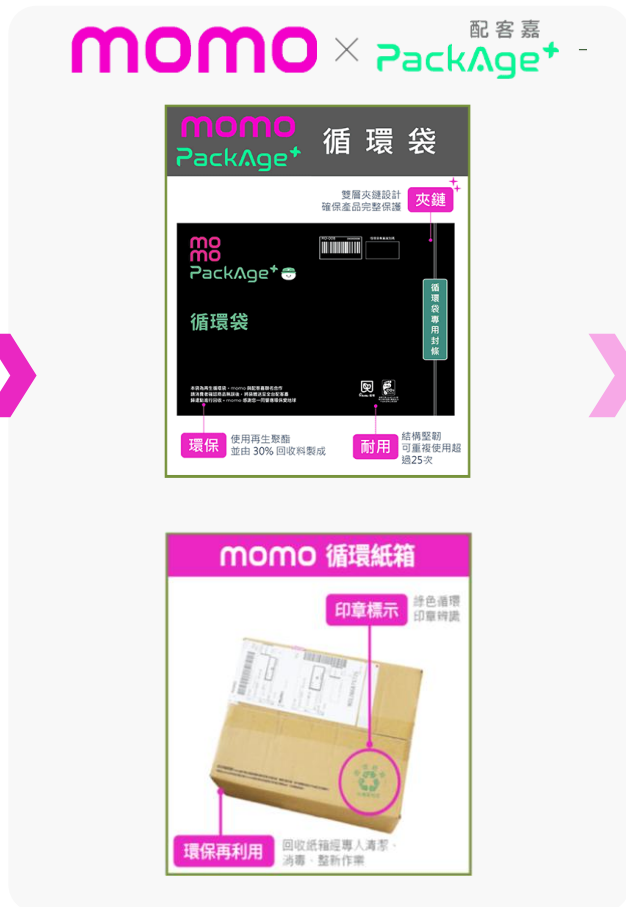 momo × 配客嘉
PackAge+
momo
PackAge+
循環袋
雙層夾鏈設計
確保產品完整保護
夾鏈
mo
mo
PackAge+
循環袋
循環袋專用封條
環保
使用再生聚酯
並由 30% 回收料製成
耐用
結構堅韌
可重複使用超
過25次
momo 循環紙箱
印章標示
綠色循環
印章辨識
環保再利用
回收紙箱經專人清潔、
消毒、整新作業